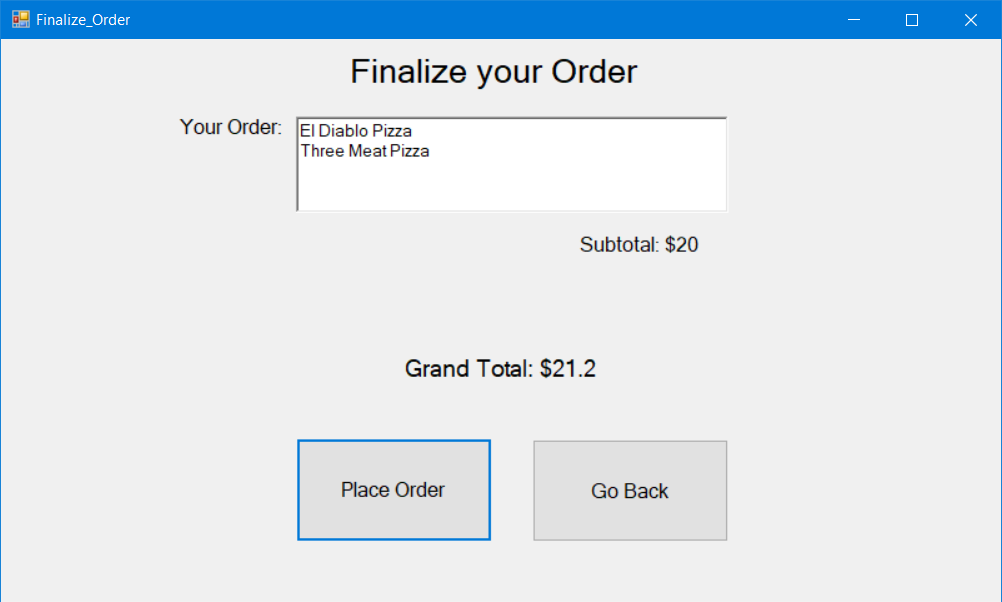 Finalize_Order
Finalize your Order
Your Order:
El Diablo Pizza
Three Meat Pizza
Subtotal: $20
Grand Total: $21.2
Place Order
Go Back